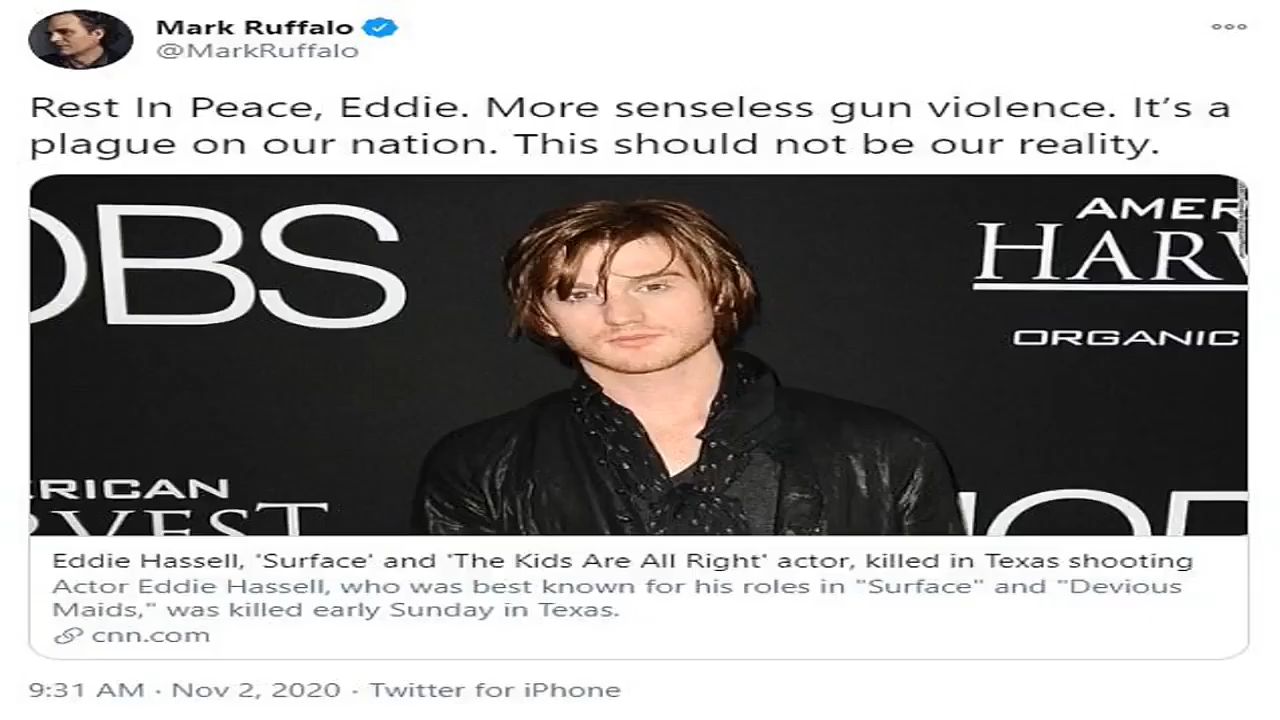 Mark Ruffalo
@MarkRuffalo
Rest In Peace, Eddie. More senseless gun violence. It's a
plague on our nation. This should not be our reality.
OBS
AMER
HARV
ORGANIC
RICAN
RVEST
JOB
Eddie Hassell, 'Surface' and 'The Kids Are All Right' actor, killed in Texas shooting
Actor Eddie Hassell, who was best known for his roles in "Surface" and "Devious
Maids," was killed early Sunday in Texas.
cnn.com
9:31 AM · Nov 2, 2020 · Twitter for iPhone